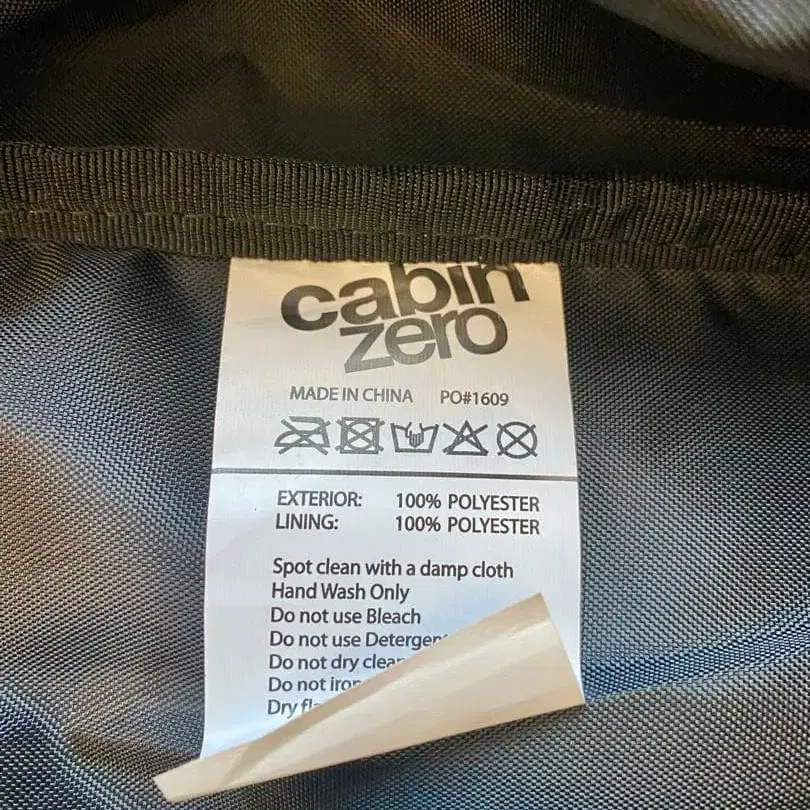 cabin
zero
MADE IN CHINA PO#1609
EXTERIOR: 100% POLYESTER
LINING: 100% POLYESTER
Spot clean with a damp cloth
Hand Wash Only
Do not use Bleach
Do not use
Do not dry
Do not
Dry